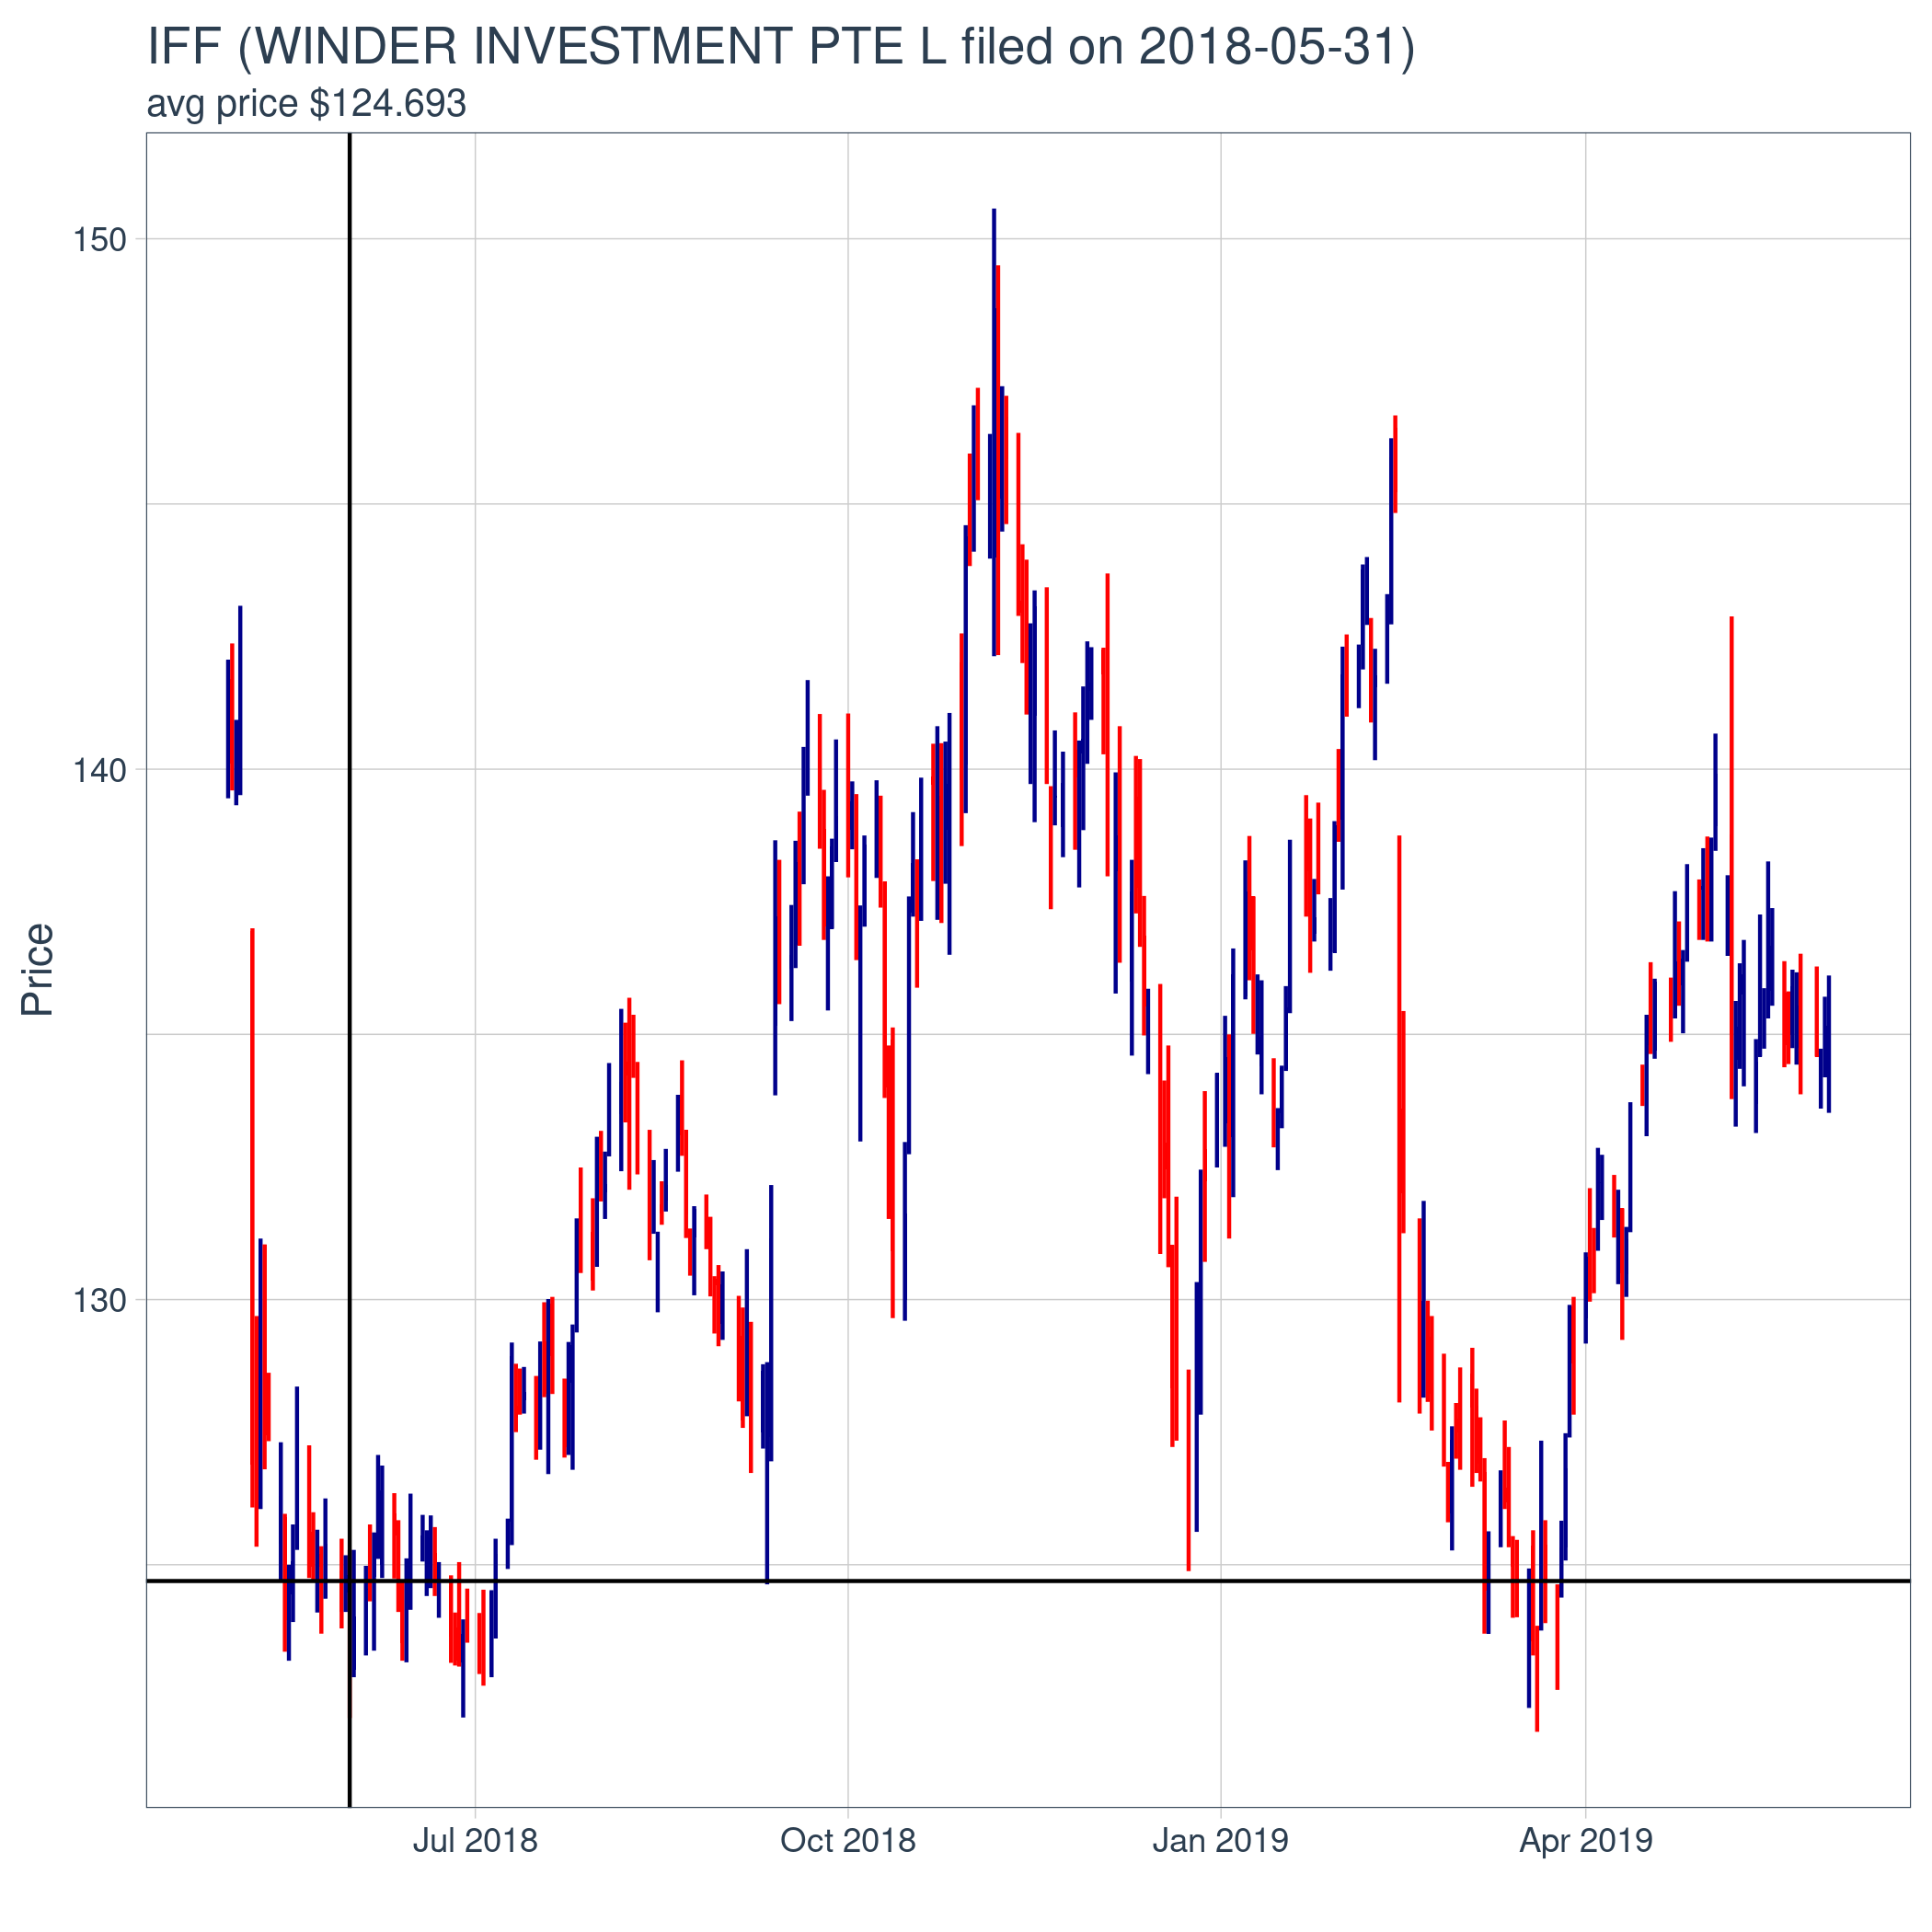 IFF (WINDER INVESTMENT PTE L filed on 2018-05-31)
avg price $124.693
150
140
130
Price
Jul 2018 Oct 2018 Jan 2019 Apr 2019